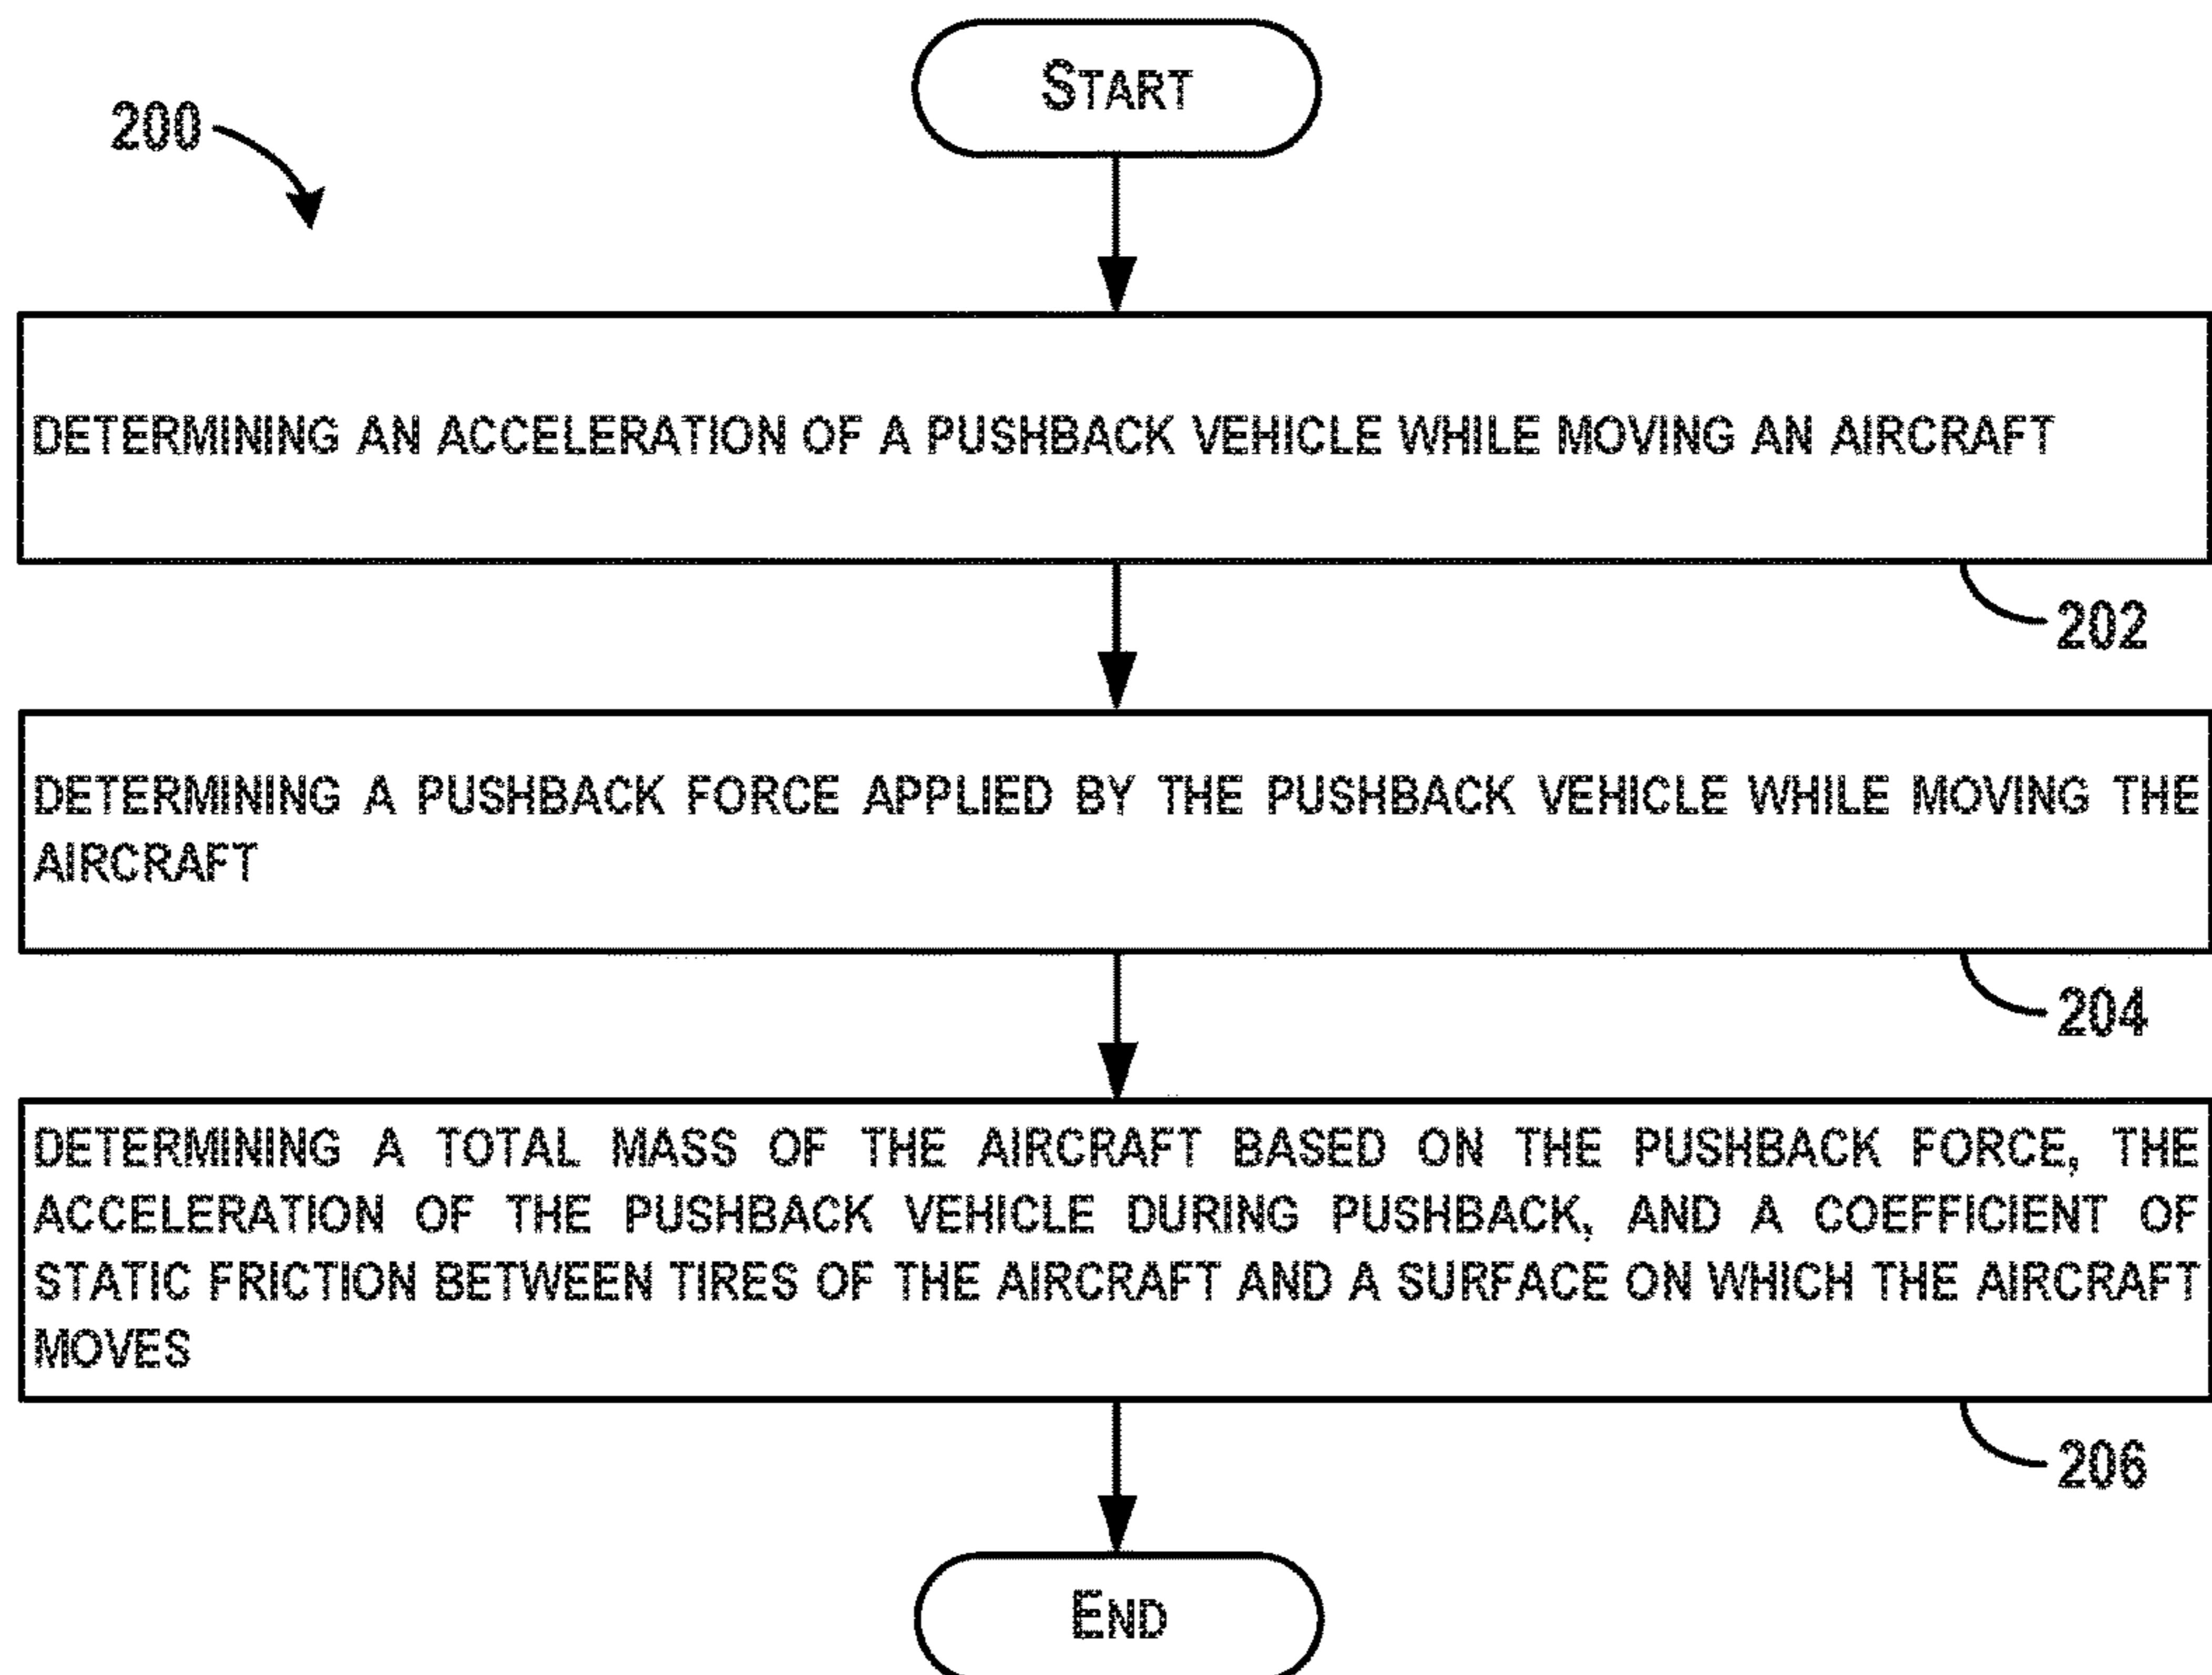 START
200
DETERMINING AN ACCELERATION OF A PUSHBACK VEHICLE WHILE MOVING AN AIRCRAFT
202
DETERMINING A PUSHBACK FORCE APPLIED BY THE PUSHBACK VEHICLE WHILE MOVING THE
AIRCRAFT
204
DETERMINING A TOTAL MASS OF THE AIRCRAFT BASED ON THE PUSHBACK FORCE, THE
ACCELERATION OF THE PUSHBACK VEHICLE DURING PUSHBACK, AND A COEFFICIENT OF
STATIC FRICTION BETWEEN TIRES OF THE AIRCRAFT AND A SURFACE ON WHICH THE AIRCRAFT
MOVES
206
END